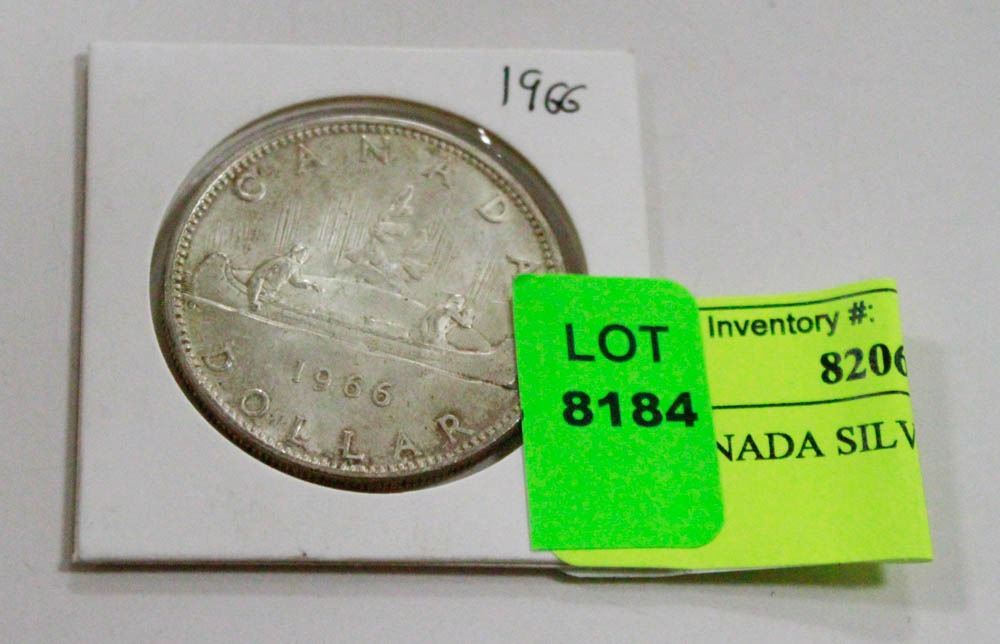 1966
CANADA
1966
DOLLAR
LOT
8184
Inventory #:
8206
NADA SILV